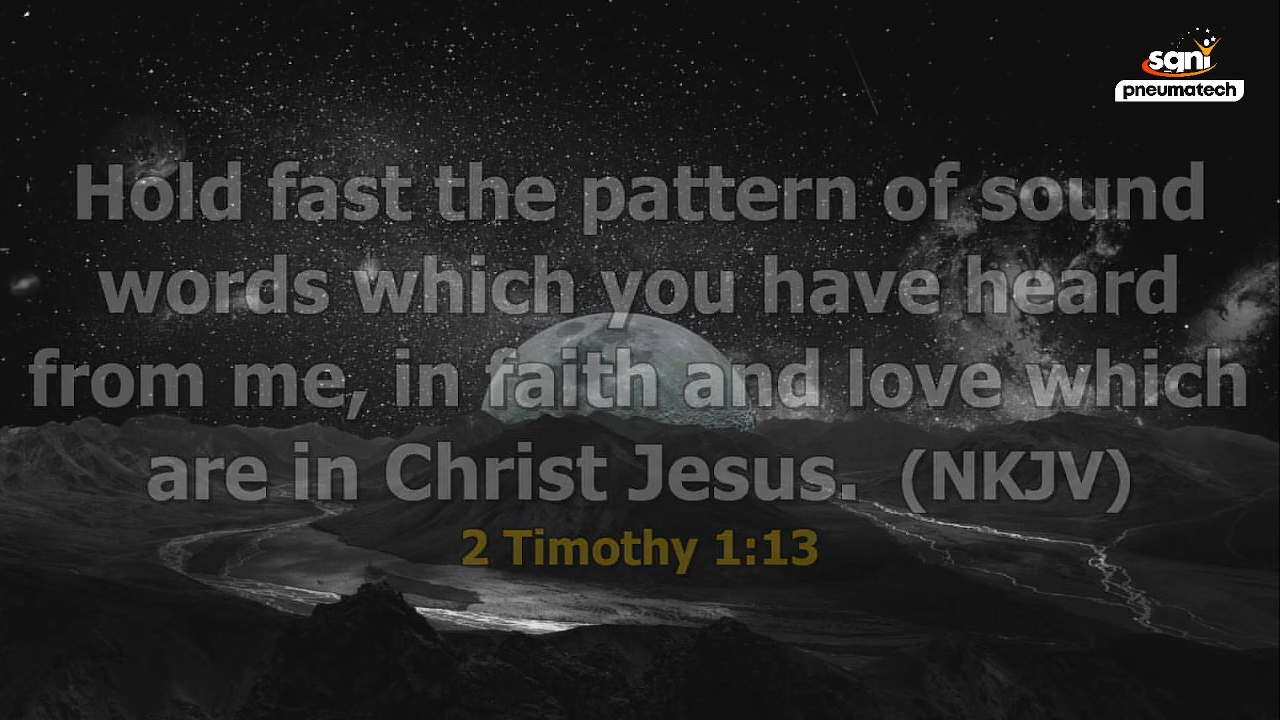 sgni
pneumatech
Hold fast the pattern of sound
words which you have heard
from me, in faith and love which
are in Christ Jesus. (NKJV)
2 Timothy 1:13